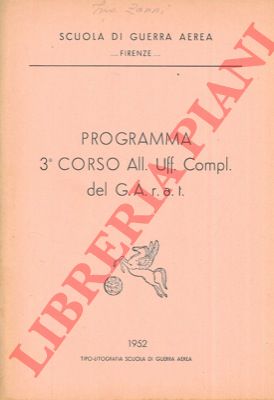 SCUOLA DI GUERRA AEREA
... FIRENZE ...
PROGRAMMA
3° CORSO All. Uff. Compl.
del G.A.r.a.t.
1952
TIPO-LITOGRAFIA SCUOLA DI GUERRA AEREA
LIBRERIA PIANI